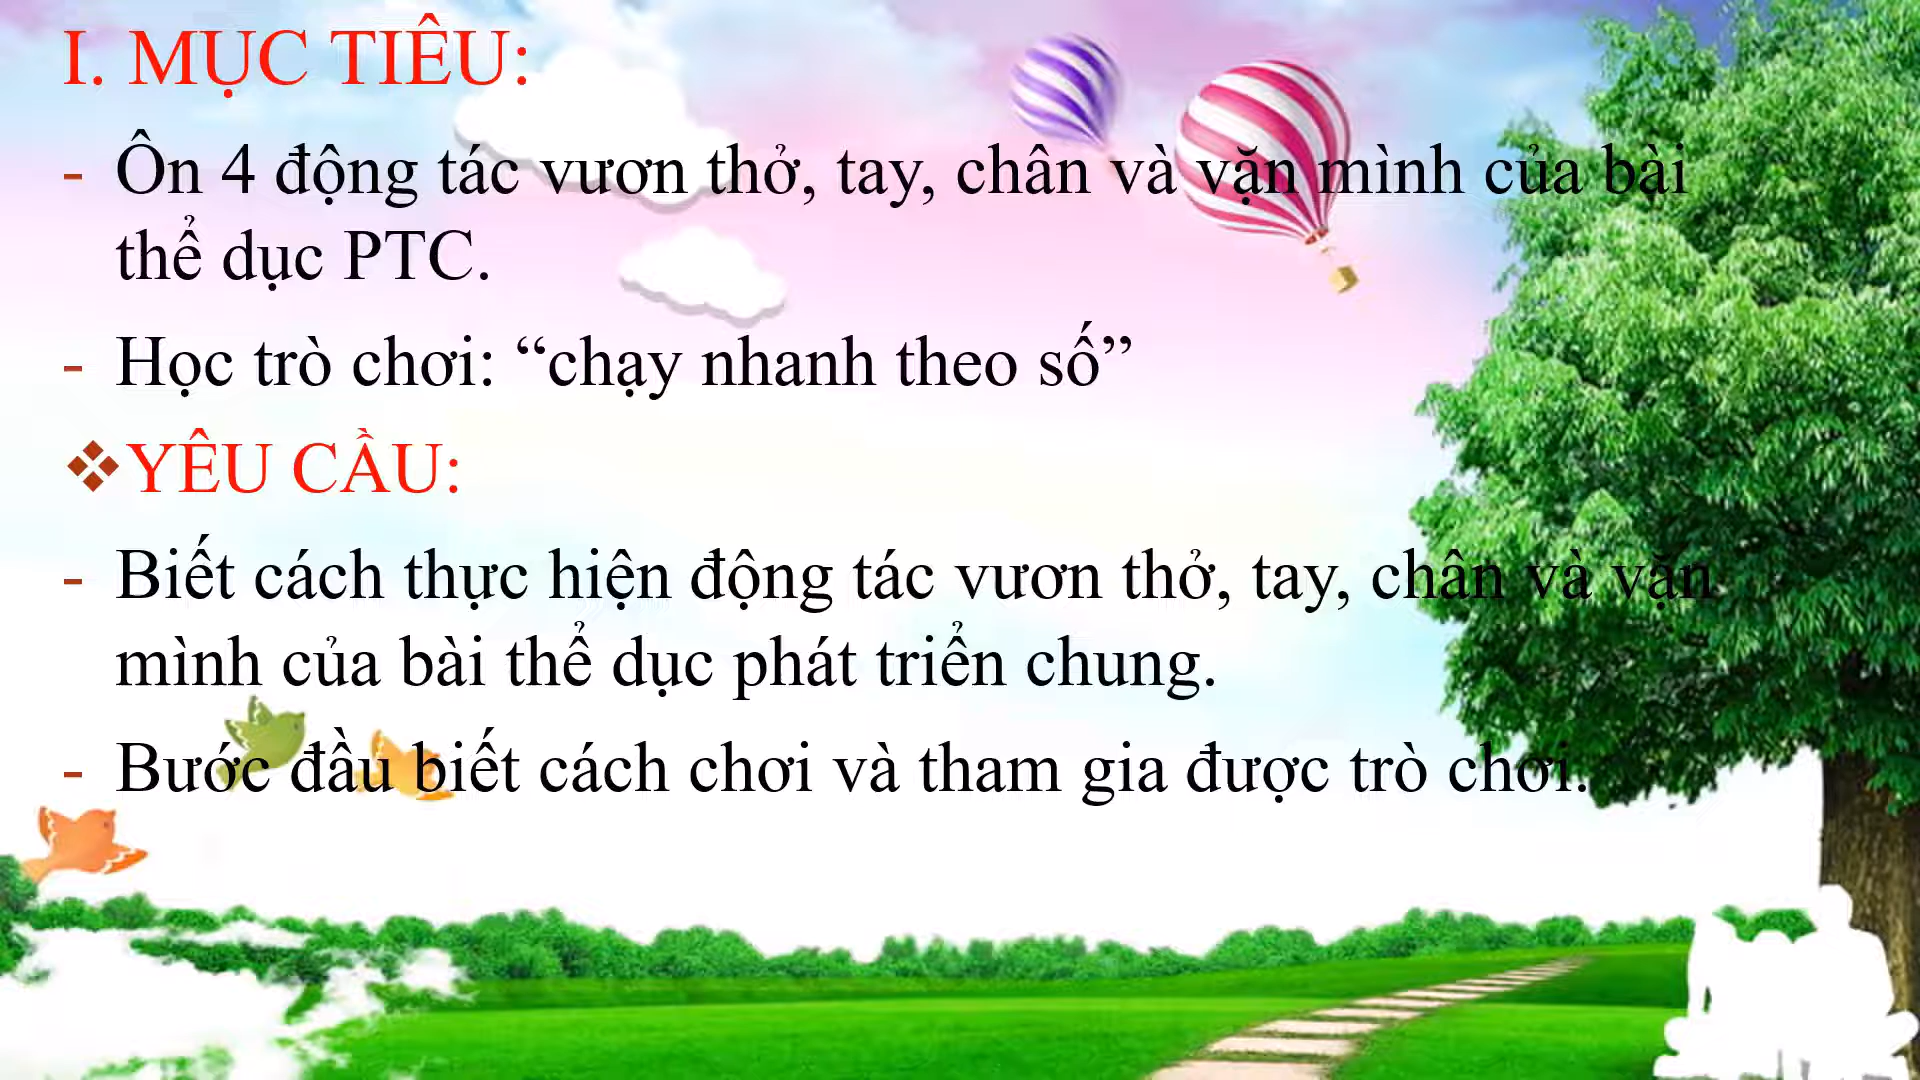 I. MỤC TIÊU:
- Ôn 4 động tác vươn thở, tay, chân và vặn mình của bài
thể dục PTC.
- Học trò chơi: “chạy nhanh theo số”
❖YÊU CẦU:
- Biết cách thực hiện động tác vươn thở, tay, chân và vặn
mình của bài thể dục phát triển chung.
- Bước đầu biết cách chơi và tham gia được trò chơi.